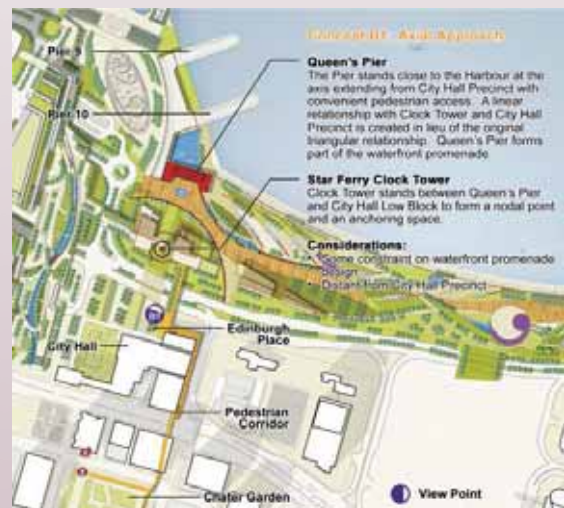 Concept D1 - Axial Approach
Queen's Pier
The Pier stands close to the Harbour at the
axis extending from City Hall Precinct with
convenient pedestrian access. A linear
relationship with Clock Tower and City Hall
Precinct is created in lieu of the original
triangular relationship. Queen's Pier forms
part of the waterfront promenade.
Star Ferry Clock Tower
Clock Tower stands between Queen's Pier
and City Hall Low Block to form a nodal point
and an anchoring space.
Considerations:
• Some constraint on waterfront promenade
design
• Distant from City Hall Precinct
Pier 9
Pier 10
Edinburgh
Place
City Hall
Pedestrian
Corridor
Chater Garden
View Point